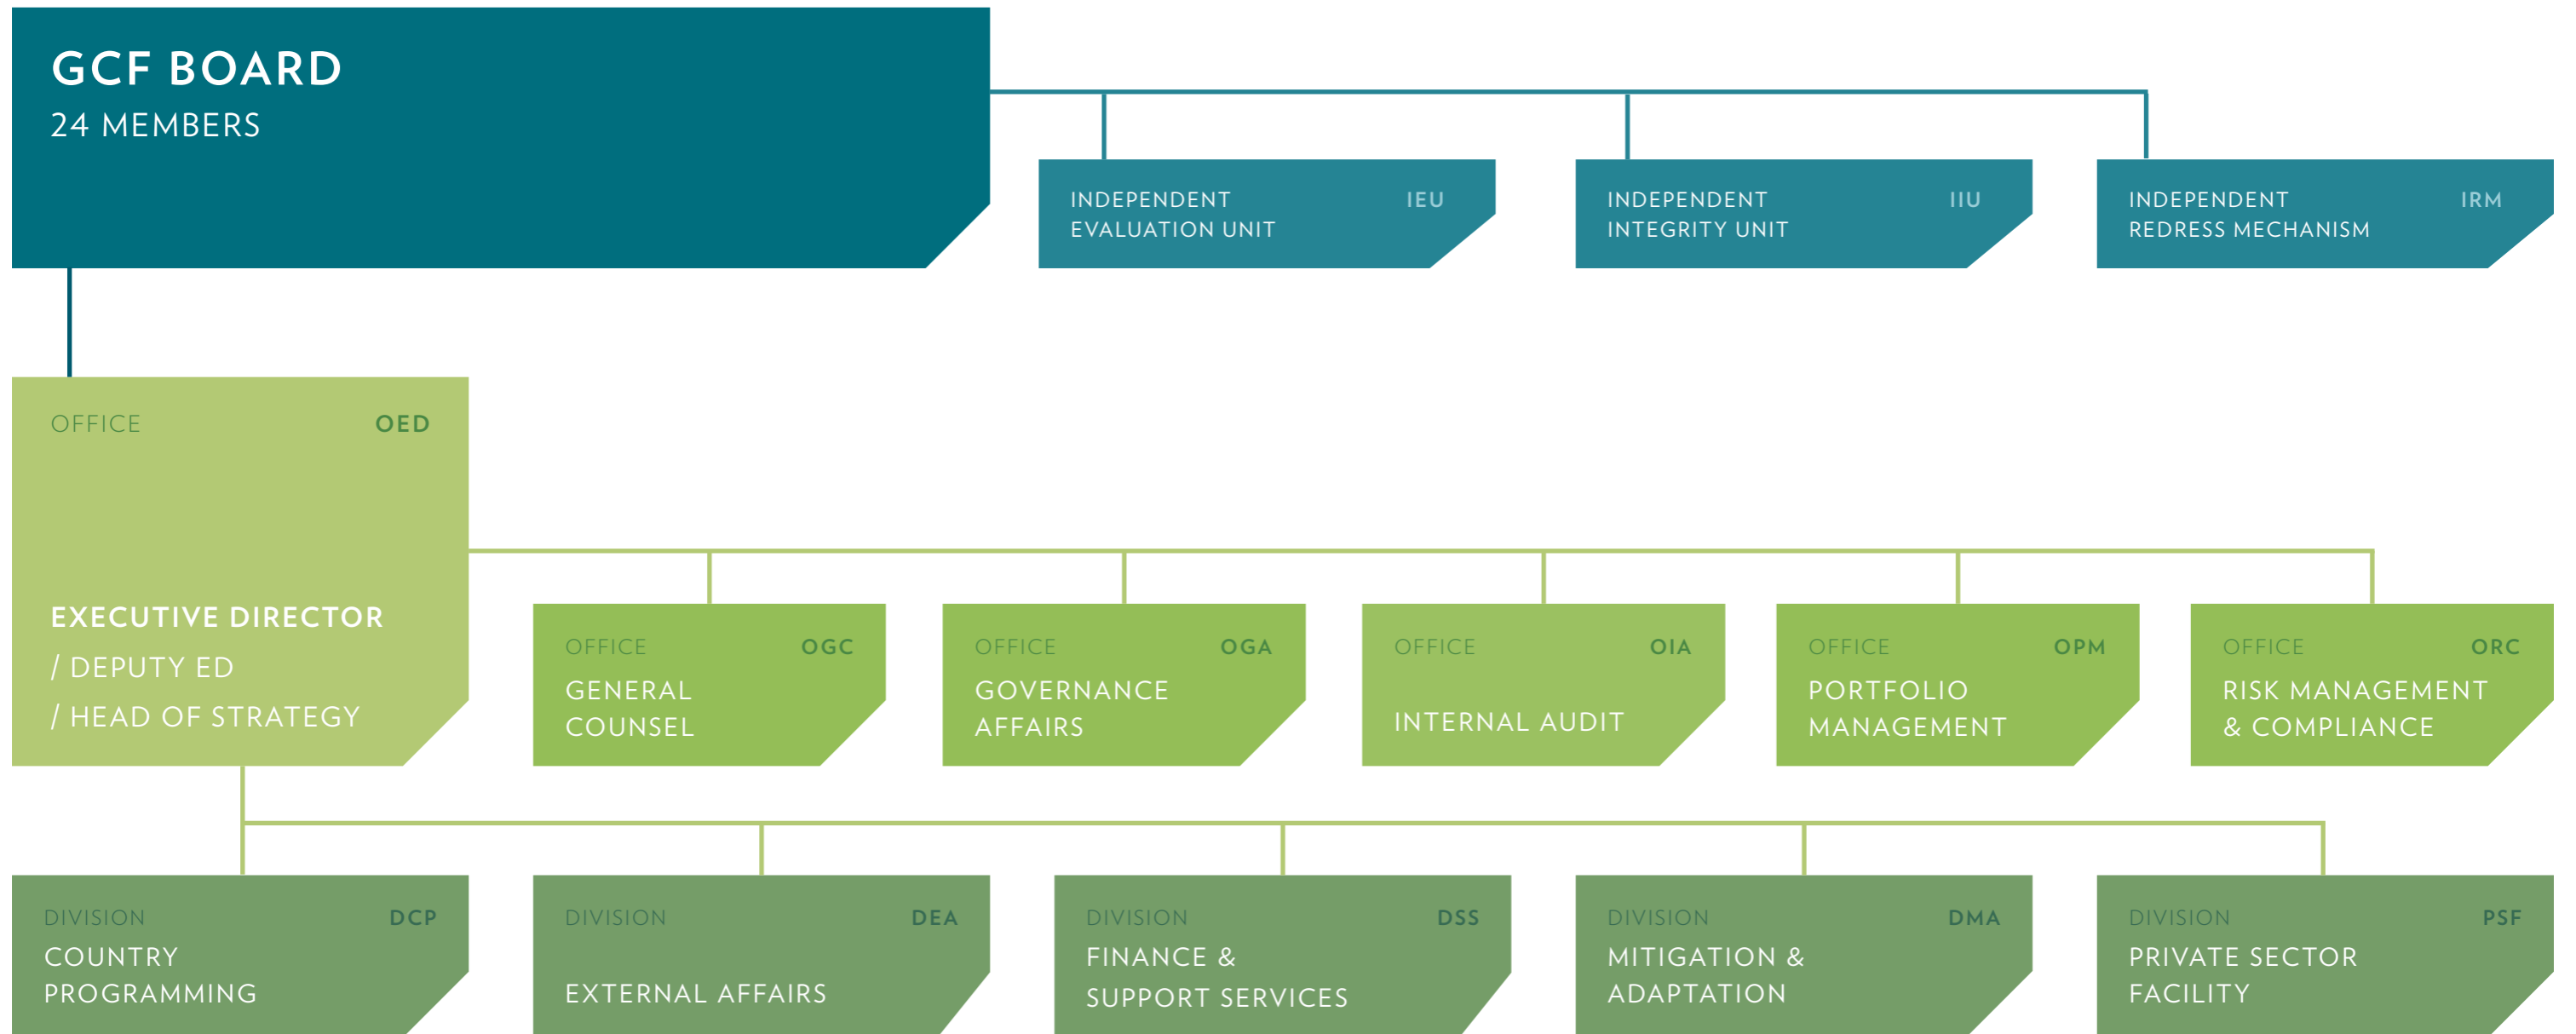 GCF BOARD
24 MEMBERS
INDEPENDENT IEU
EVALUATION UNIT
INDEPENDENT IIU
INTEGRITY UNIT
INDEPENDENT IRM
REDRESS MECHANISM
OFFICE OED
EXECUTIVE DIRECTOR
/ DEPUTY ED
/ HEAD OF STRATEGY
OFFICE OGC
GENERAL
COUNSEL
OFFICE OGA
GOVERNANCE
AFFAIRS
OFFICE OIA
INTERNAL AUDIT
OFFICE OPM
PORTFOLIO
MANAGEMENT
OFFICE ORC
RISK MANAGEMENT
& COMPLIANCE
DIVISION DCP
COUNTRY
PROGRAMMING
DIVISION DEA
EXTERNAL AFFAIRS
DIVISION DSS
FINANCE &
SUPPORT SERVICES
DIVISION DMA
MITIGATION &
ADAPTATION
DIVISION PSF
PRIVATE SECTOR
FACILITY